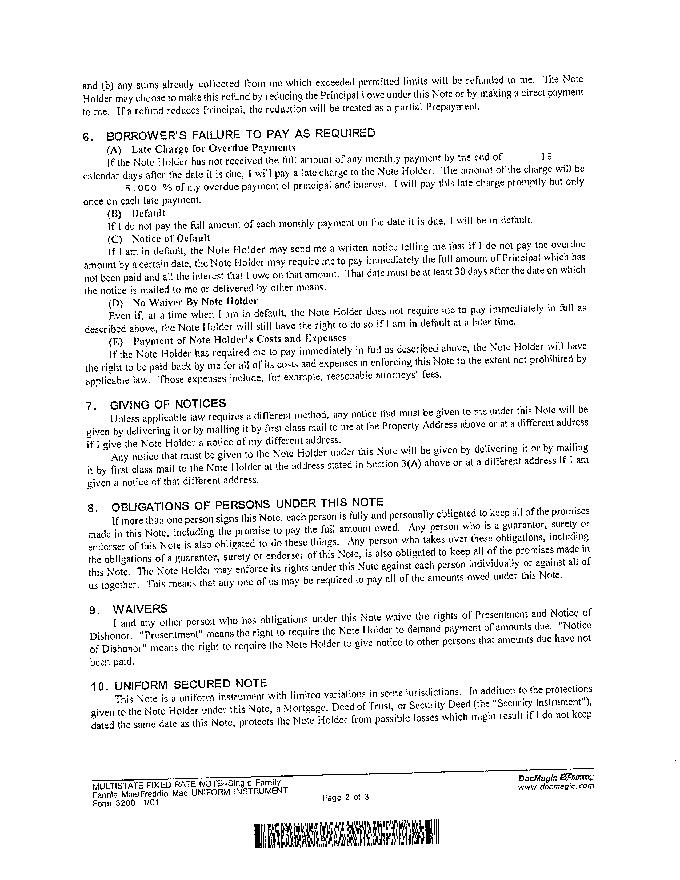 and (b) any sums already collected from me which exceeded permitted limits will be refunded to me. The Note
Holder may choose to make this refund by reducing the Principal I owe under this Note or by making a direct payment
to me. If a refund reduces Principal, the reduction will be treated as a partial Prepayment.
6. BORROWER'S FAILURE TO PAY AS REQUIRED
(A) Late Charge for Overdue Payments
If the Note Holder has not received the full amount of any monthly payment by the end of 15
calendar days after the date it is due, I will pay a late charge to the Note Holder. The amount of the charge will be
5.000 % of my overdue payment of principal and interest. I will pay this late charge promptly but only
once on each late payment.
(B) Default
If I do not pay the full amount of each monthly payment on the date it is due, I will be in default.
(C) Notice of Default
If I am in default, the Note Holder may send me a written notice telling me that if I do not pay the overdue
amount by a certain date, the Note Holder may require me to pay immediately the full amount of Principal which has
not been paid and all the interest that I owe on that amount. That date must be at least 30 days after the date on which
the notice is mailed to me or delivered by other means.
(D) No Waiver By Note Holder
Even if, at a time when I am in default, the Note Holder does not require me to pay immediately in full as
described above, the Note Holder will still have the right to do so if I am in default at a later time.
(E) Payment of Note Holder's Costs and Expenses
If the Note Holder has required me to pay immediately in full as described above, the Note Holder will have
the right to be paid back by me for all of its costs and expenses in enforcing this Note to the extent not prohibited by
applicable law. Those expenses include, for example, reasonable attorneys' fees.
7. GIVING OF NOTICES
Unless applicable law requires a different method, any notice that must be given to me under this Note will be
given by delivering it or by mailing it by first class mail to me at the Property Address above or at a different address
if I give the Note Holder a notice of my different address.
Any notice that must be given to the Note Holder under this Note will be given by delivering it or by mailing
it by first class mail to the Note Holder at the address stated in Section 3(A) above or at a different address if I am
given a notice of that different address.
8. OBLIGATIONS OF PERSONS UNDER THIS NOTE
If more than one person signs this Note, each person is fully and personally obligated to keep all of the promises
made in this Note, including the promise to pay the full amount owed. Any person who is a guarantor, surety or
endorser of this Note is also obligated to do these things. Any person who takes over these obligations, including
the obligations of a guarantor, surety or endorser of this Note, is also obligated to keep all of the promises made in
this Note. The Note Holder may enforce its rights under this Note against each person individually or against all of
us together. This means that any one of us may be required to pay all of the amounts owed under this Note.
9. WAIVERS
I and any other person who has obligations under this Note waive the rights of Presentment and Notice of
Dishonor. "Presentment" means the right to require the Note Holder to demand payment of amounts due. "Notice
of Dishonor" means the right to require the Note Holder to give notice to other persons that amounts due have not
been paid.
10. UNIFORM SECURED NOTE
This Note is a uniform instrument with limited variations in some jurisdictions. In addition to the protections
given to the Note Holder under this Note, a Mortgage, Deed of Trust, or Security Deed (the "Security Instrument"),
dated the same date as this Note, protects the Note Holder from possible losses which might result if I do not keep
MULTISTATE FIXED RATE NOTE--Single Family
Fannie Mae/Freddie Mac UNIFORM INSTRUMENT
Form 3200 1/01
Page 2 of 3
DocMagic
www.docmagic.com